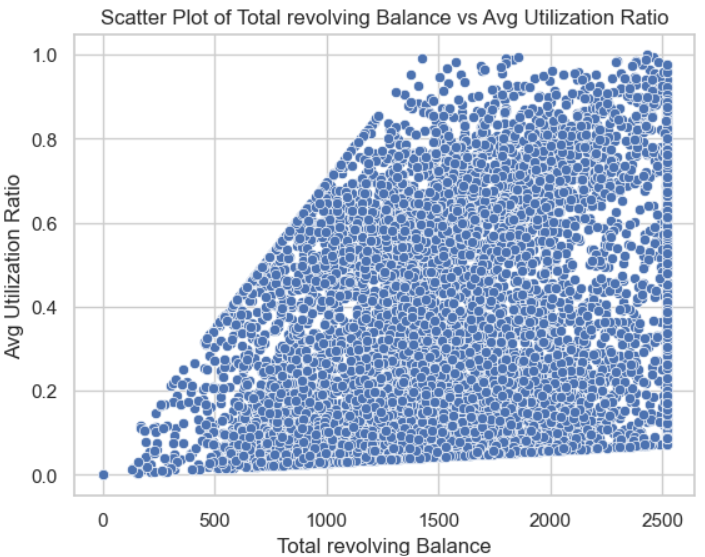 Scatter Plot of Total revolving Balance vs Avg Utilization Ratio
1.0
0.8
0.6
0.4
0.2
0.0
Avg Utilization Ratio
0 500 1000 1500 2000 2500
Total revolving Balance